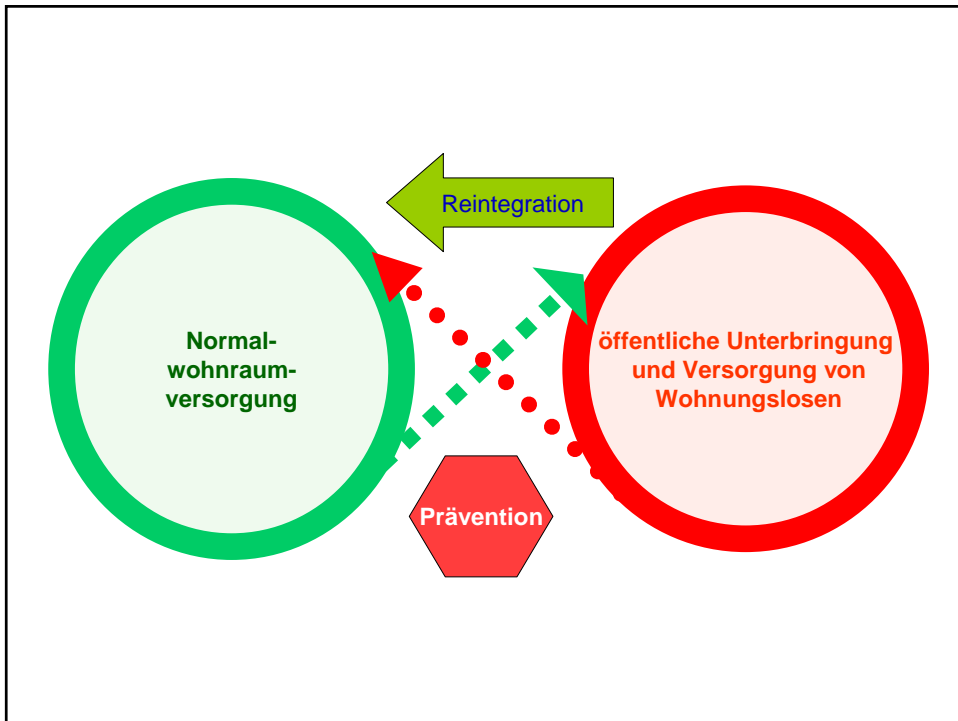 Reintegration
Normal-
wohnraum-
versorgung
öffentliche Unterbringung
und Versorgung von
Wohnungslosen
Prävention